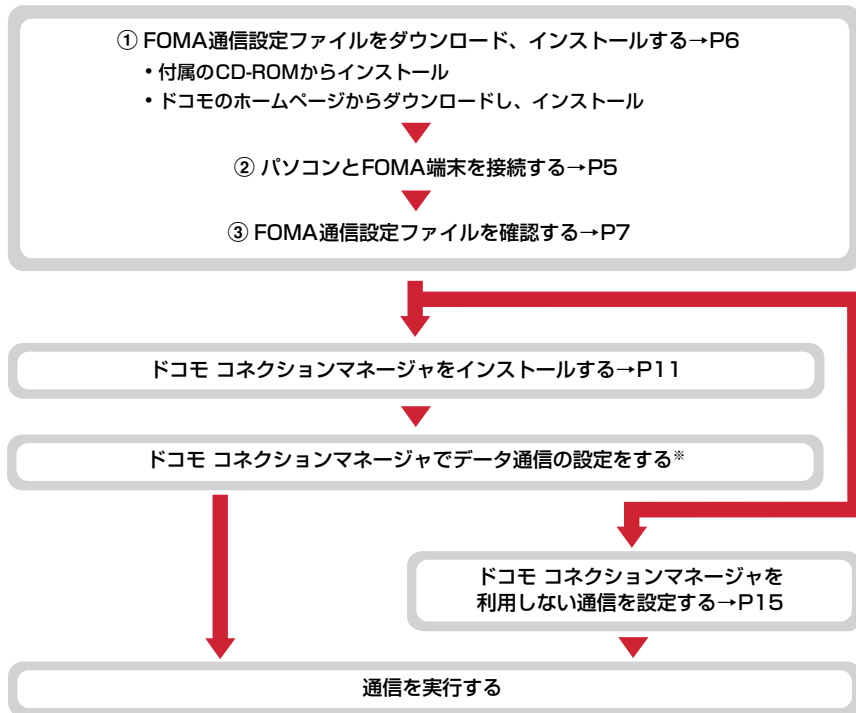 ① FOMA通信設定ファイルをダウンロード、インストールする→P6
• 付属のCD-ROMからインストール
• ドコモのホームページからダウンロードし、インストール
② パソコンとFOMA端末を接続する→P5
③ FOMA通信設定ファイルを確認する→P7
ドコモ コネクションマネージャをインストールする→P11
ドコモ コネクションマネージャでデータ通信の設定をする※
ドコモ コネクションマネージャを
利用しない通信を設定する→P15
通信を実行する